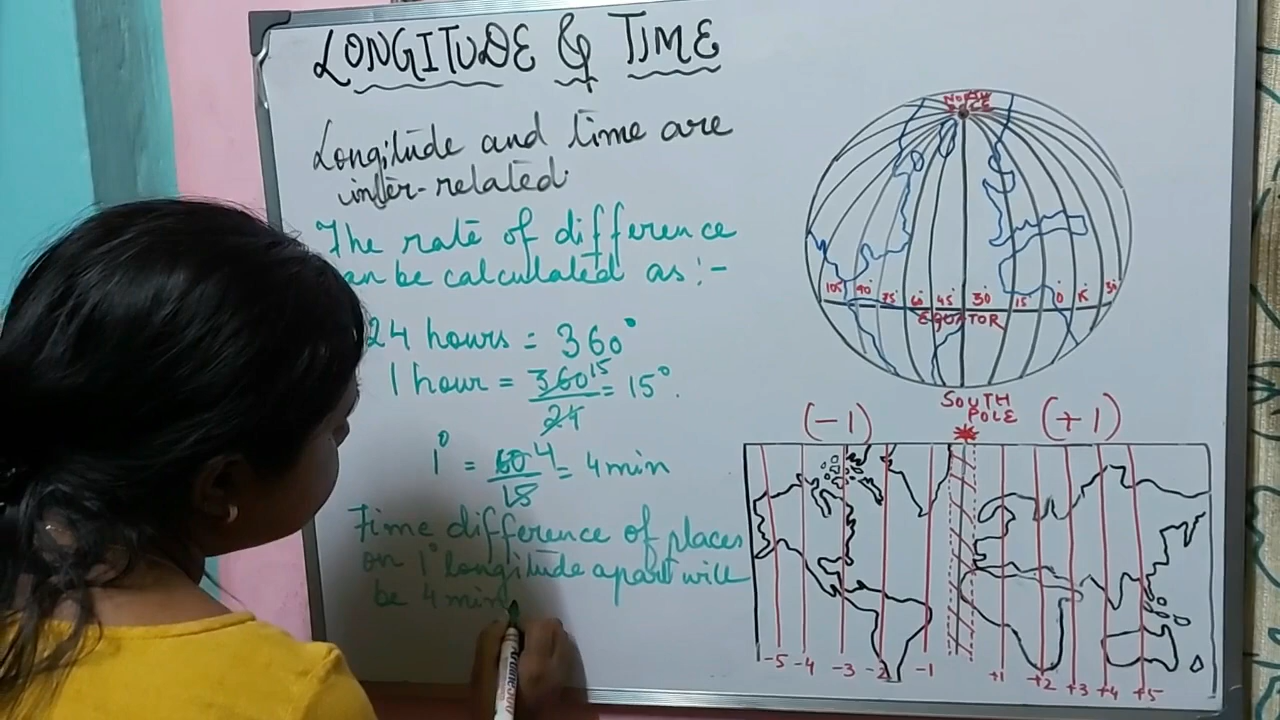 LONGITUDE & TIME
Longitude and time are
inter-related.
The rate of difference
can be calculated as:-
24 hours = 360°
1 hour = 360 15 = 15°.
24
1° = 60 4 = 4 min
15
Time difference of places
on 1° longitude apart will
be 4 min
NORTH
POLE
105° 90° 75° 60° 45° 30° 15° 0° 15° 30°
EQUATOR
SOUTH
POLE
(-1) (+1)
-5 -4 -3 -2 -1 +1 +2 +3 +4 +5